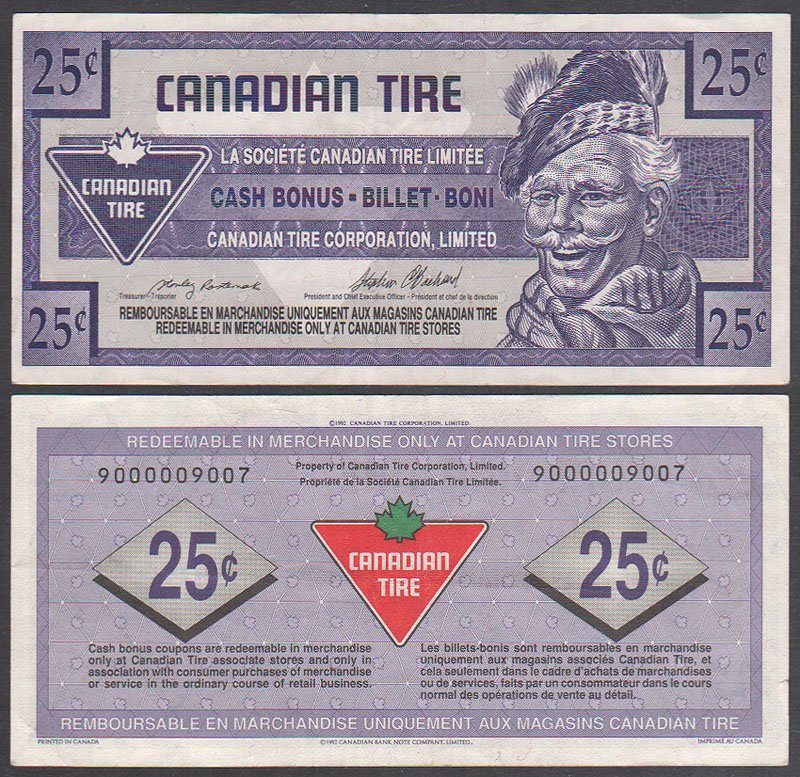 25¢
25¢
CANADIAN TIRE
CANADIAN
TIRE
LA SOCIÉTÉ CANADIAN TIRE LIMITÉE
CASH BONUS - BILLET-BONI
CANADIAN TIRE CORPORATION, LIMITED
Treasurer - Trésorier
President and Chief Executive Officer - Président et chef de la direction
25¢
REMBOURSABLE EN MARCHANDISE UNIQUEMENT AUX MAGASINS CANADIAN TIRE
REDEEMABLE IN MERCHANDISE ONLY AT CANADIAN TIRE STORES
25¢
©1992 CANADIAN TIRE CORPORATION, LIMITED.
REDEEMABLE IN MERCHANDISE ONLY AT CANADIAN TIRE STORES
9000009007
Property of Canadian Tire Corporation, Limited.
Propriété de la Société Canadian Tire Limitée.
9000009007
25¢
CANADIAN
TIRE
25¢
Cash bonus coupons are redeemable in merchandise
only at Canadian Tire associate stores and only in
association with consumer purchases of merchandise
or service in the ordinary course of retail business.
Les billets-bonis sont remboursables en marchandise
uniquement aux magasins associés Canadian Tire, et
cela seulement dans le cadre d'achats de marchandises
ou de services, faits par un consommateur dans le cours
normal des opérations de vente au détail.
REMBOURSABLE EN MARCHANDISE UNIQUEMENT AUX MAGASINS CANADIAN TIRE
PRINTED IN CANADA
©1992 CANADIAN BANK NOTE COMPANY, LIMITED.
IMPRIMÉ AU CANADA